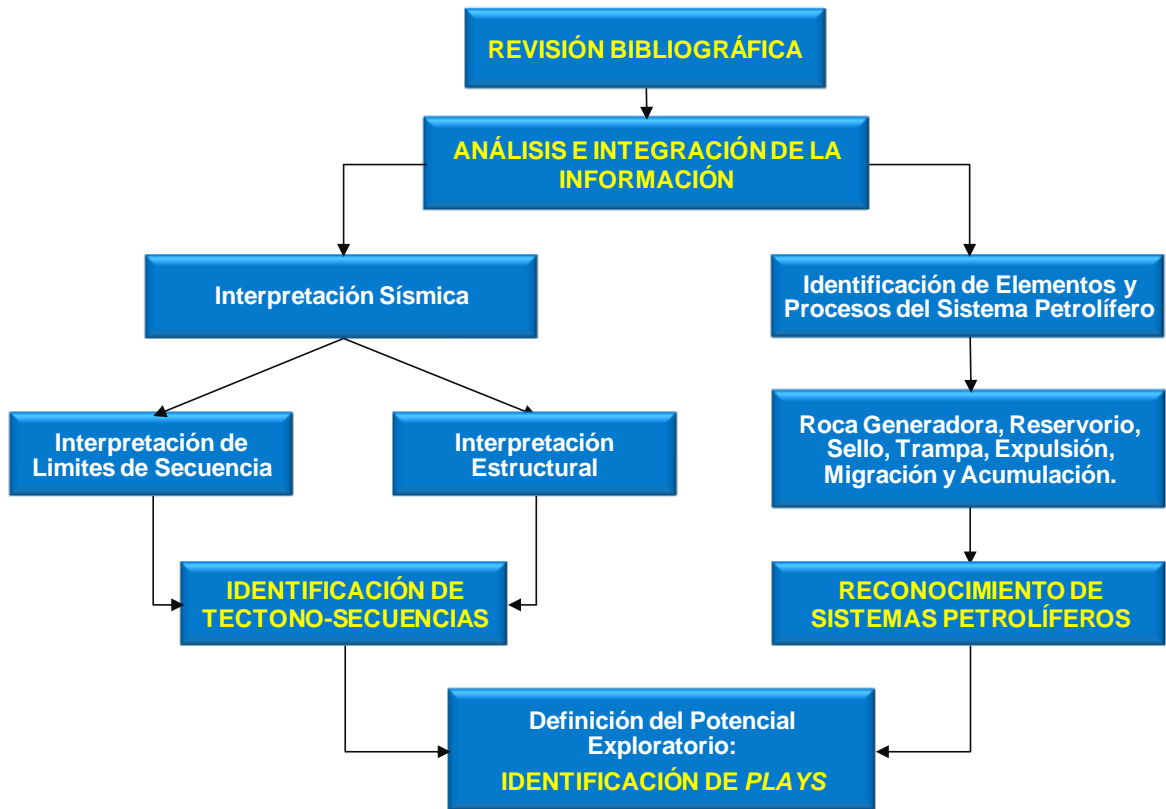 REVISIÓN BIBLIOGRÁFICA
ANÁLISIS E INTEGRACIÓN DE LA
INFORMACIÓN
Interpretación Sísmica
Identificación de Elementos y
Procesos del Sistema Petrolífero
Interpretación de
Limites de Secuencia
Interpretación
Estructural
Roca Generadora, Reservorio,
Sello, Trampa, Expulsión,
Migración y Acumulación.
IDENTIFICACIÓN DE
TECTONO-SECUENCIAS
RECONOCIMIENTO DE
SISTEMAS PETROLÍFEROS
Definición del Potencial
Exploratorio:
IDENTIFICACIÓN DE PLAYS